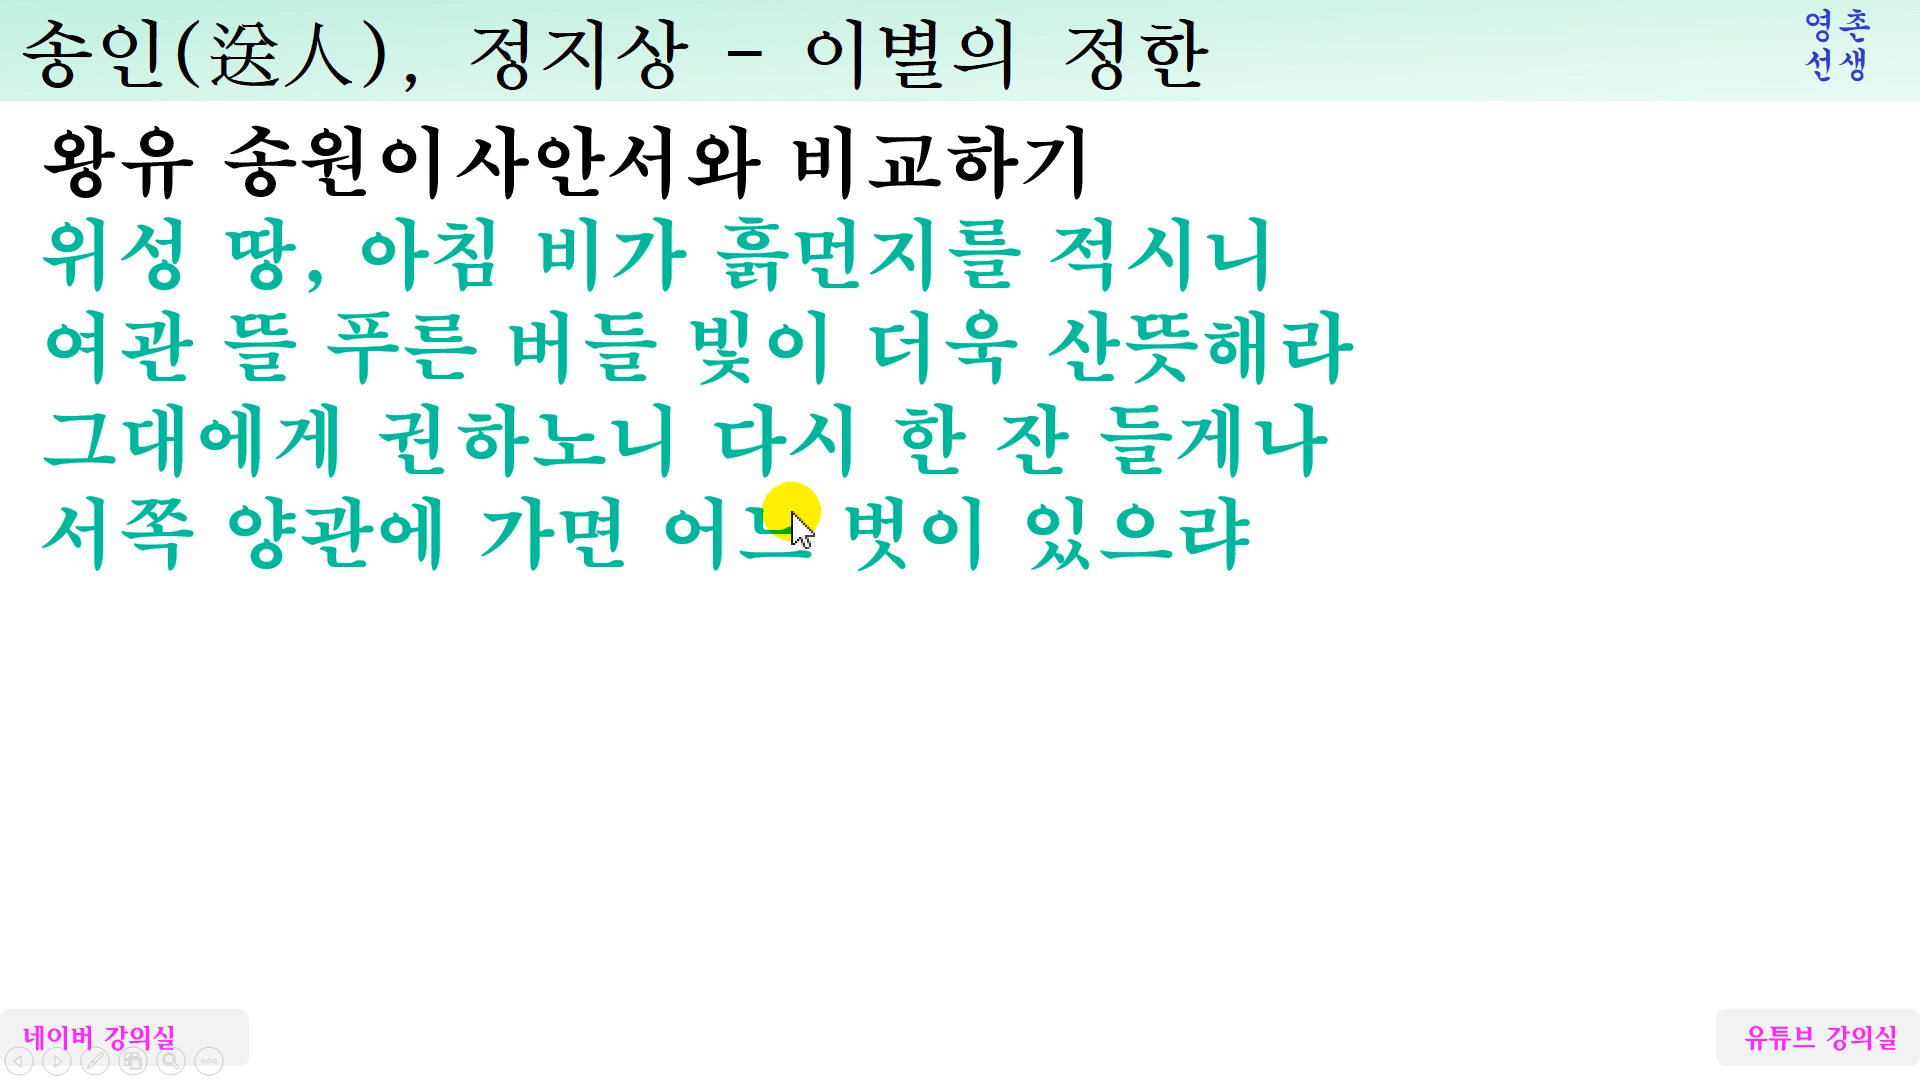 송인(送人), 정지상 - 이별의 정한
영촌
선생
왕유 송원이사안서와 비교하기
위성 땅, 아침 비가 흙먼지를 적시니
여관 뜰 푸른 버들 빛이 더욱 산뜻해라
그대에게 권하노니 다시 한 잔 들게나
서쪽 양관에 가면 어느 벗이 있으랴
네이버 강의실
유튜브 강의실